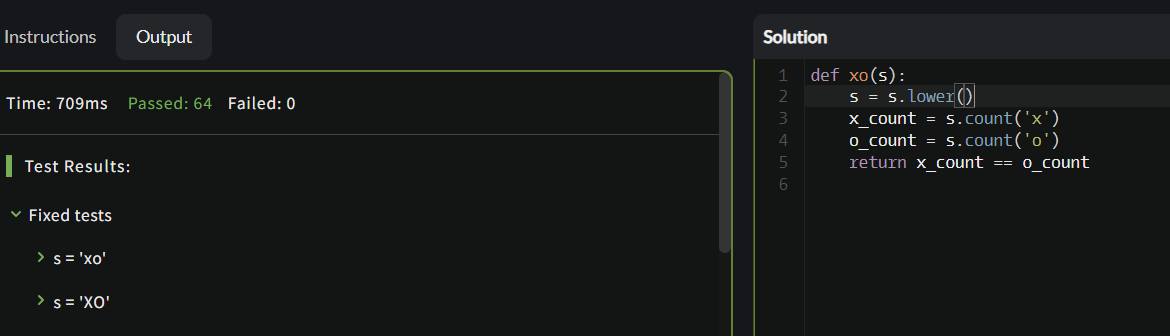 Instructions Output
Time: 709ms Passed: 64 Failed: 0
Test Results:
Fixed tests
s = 'xo'
s = 'XO'
Solution
1 def xo(s):
2     s = s.lower()
3     x_count = s.count('x')
4     o_count = s.count('o')
5     return x_count == o_count
6